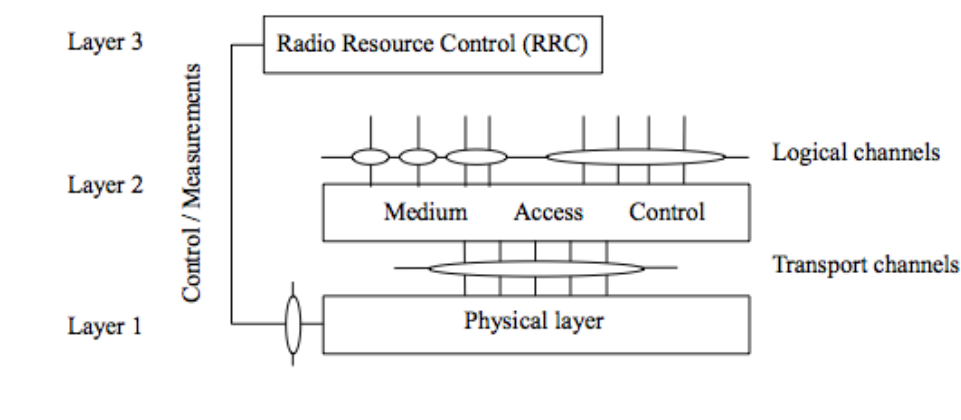 Layer 3
Radio Resource Control (RRC)
Control / Measurements
Logical channels
Layer 2
Medium Access Control
Transport channels
Layer 1
Physical layer